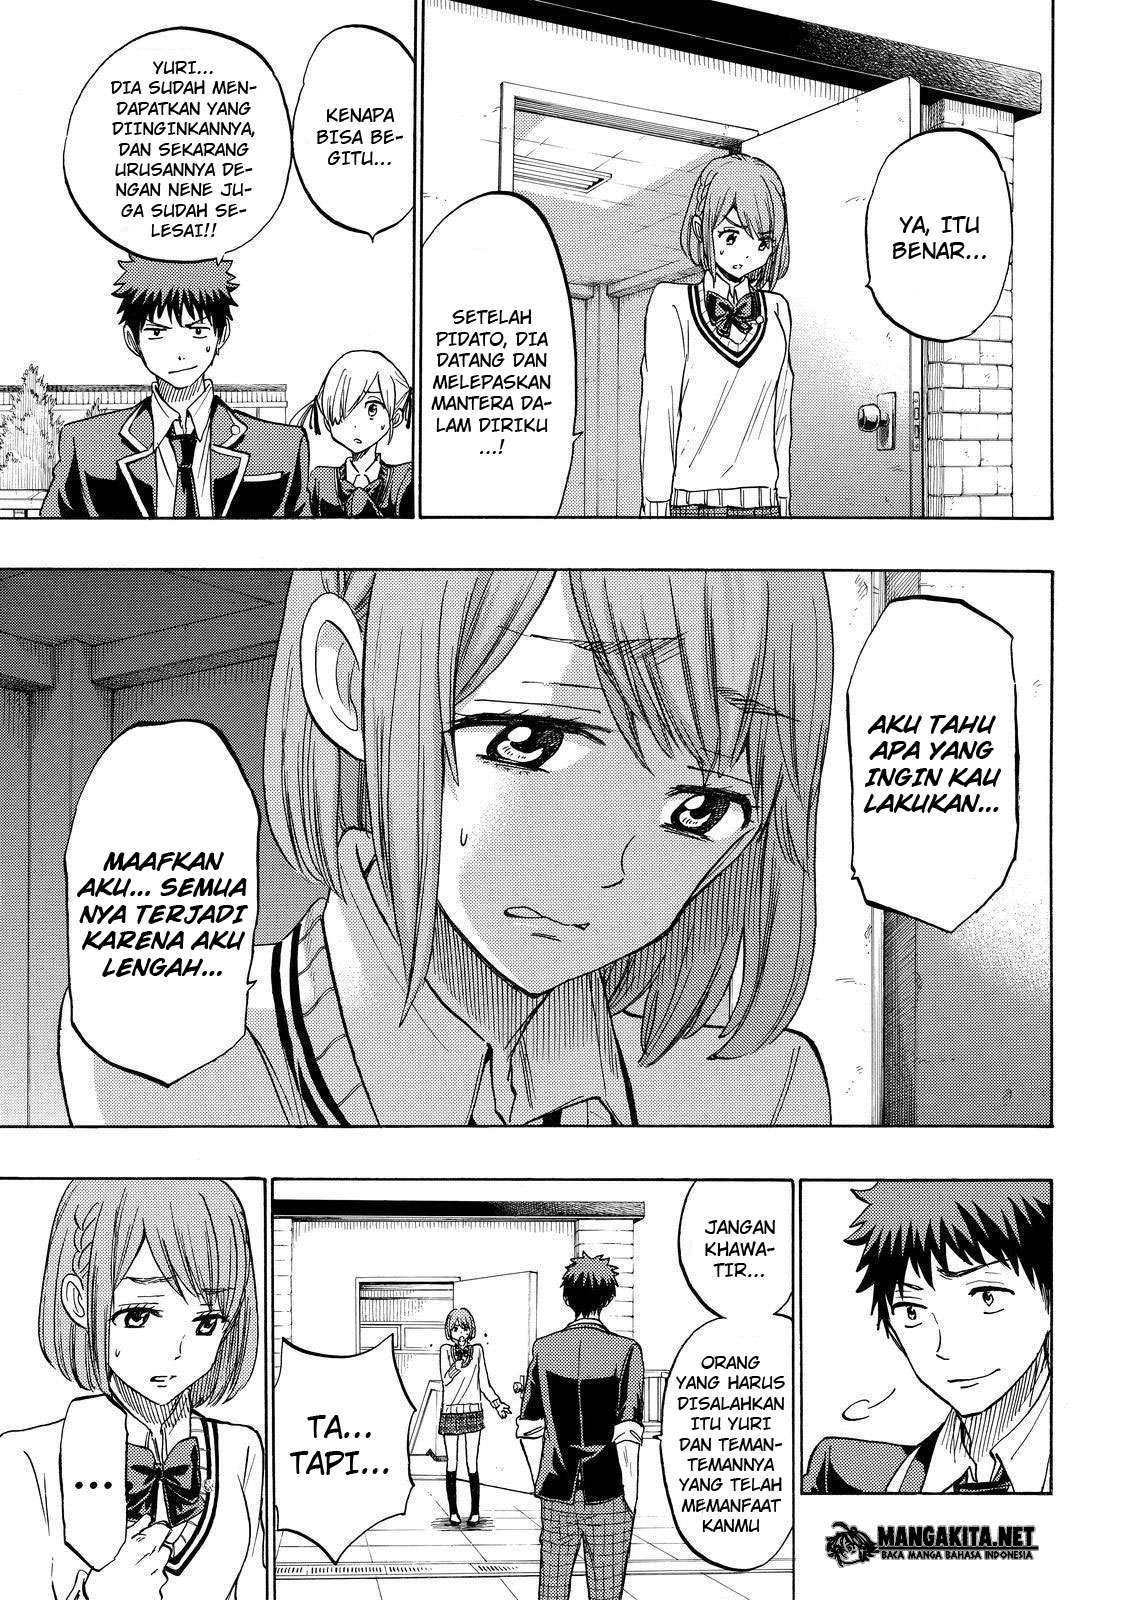 YA, ITU
BENAR...
SETELAH
PIDATO, DIA
DATANG DAN
MELEPASKAN
MANTERA DA-
LAM DIRIKU
...!
KENAPA
BISA BE-
GITU...
YURI...
DIA SUDAH MEN-
DAPATKAN YANG
DIINGINKANNYA,
DAN SEKARANG
URUSANNYA DE-
NGAN NENE JU-
GA SUDAH SE-
LESAI!!
AKU TAHU
APA YANG
INGIN KAU
LAKUKAN...
MAAFKAN
AKU... SEMUA
NYA TERJADI
KARENA AKU
LENGAH...
JANGAN
KHAWA-
TIR...
ORANG
YANG HARUS
DISALAHKAN
ITU YURI
DAN TEMAN-
TEMANNYA
YANG TELAH
MEMANFAAT
KANMU
TA...
TAPI...
...
MANGAKITA.NET
BACA MANGA BAHASA INDONESIA